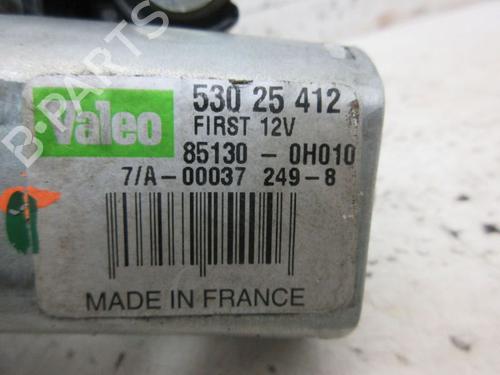 B-PARTS
Valeo
530 25 412
FIRST 12V
85130 - 0H010
7/A-00037 249-8
MADE IN FRANCE